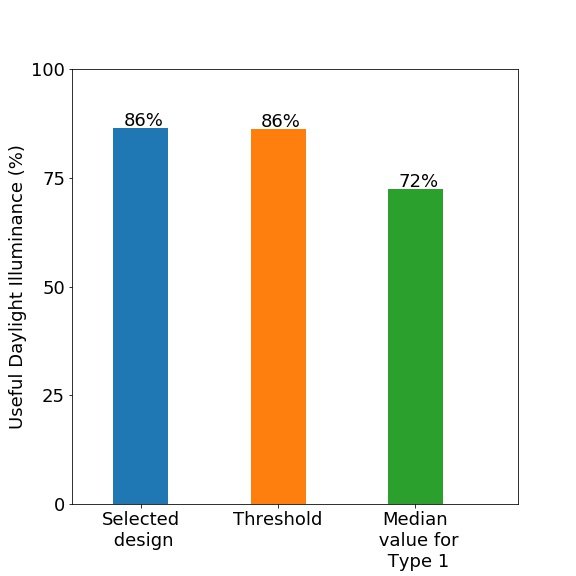 100
75
50
25
0
Useful Daylight Illuminance (%)
86%
86%
72%
Selected
design
Threshold
Median
value for
Type 1